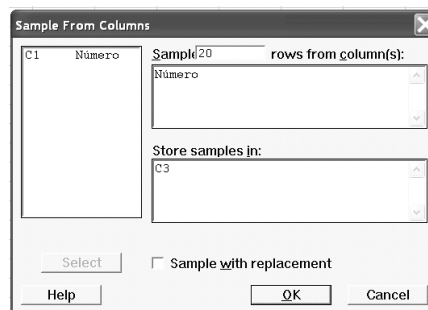 Sample From Columns
C1 Número
Sample 20 rows from column(s):
Número
Store samples in:
C3
Select
Sample with replacement
Help
OK
Cancel